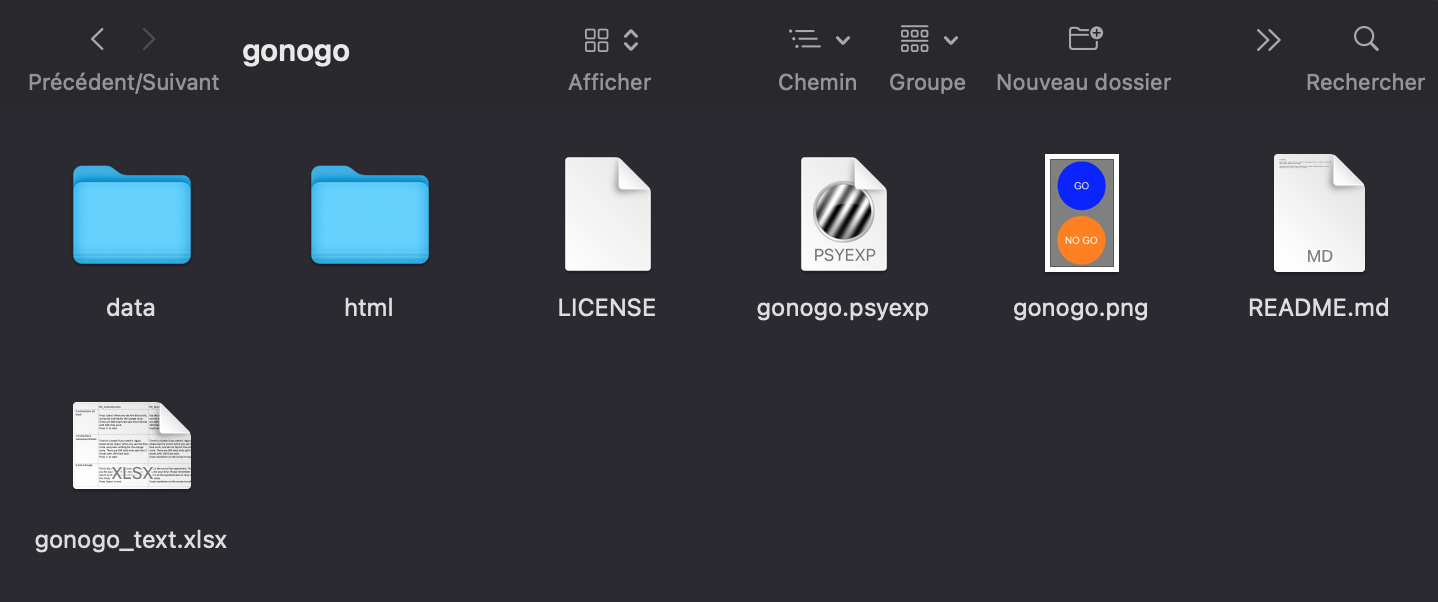 gonogo
Précédent/Suivant
Afficher
Chemin
Groupe
Nouveau dossier
Rechercher
PSYEXP
GO
NO GO
MD
data
html
LICENSE
gonogo.psyexp
gonogo.png
README.md
XLSX
gonogo_text.xlsx